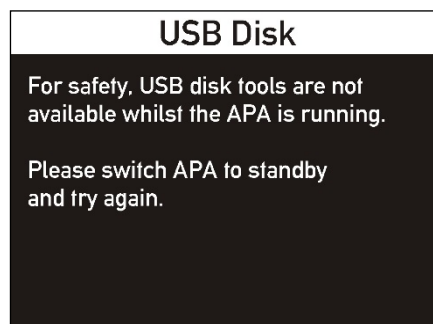 USB Disk
For safety, USB disk tools are not
available whilst the APA is running.
Please switch APA to standby
and try again.